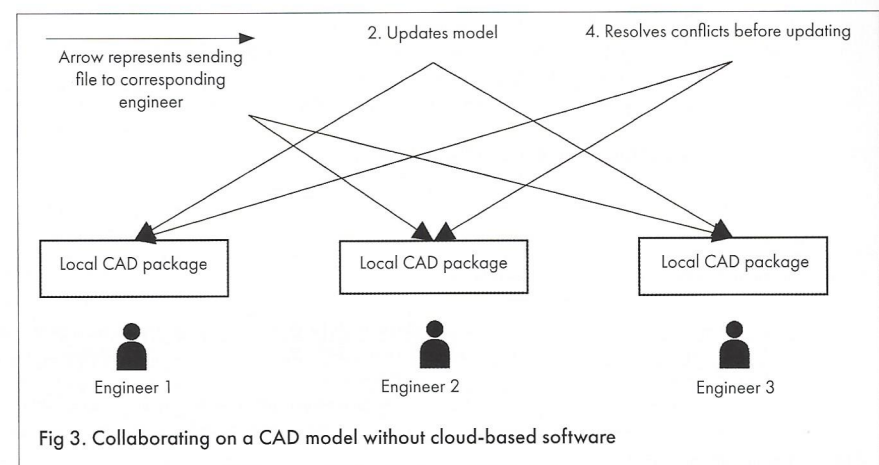 2. Updates model
4. Resolves conflicts before updating
Arrow represents sending
file to corresponding
engineer
Local CAD package
Local CAD package
Local CAD package
Engineer 1
Engineer 2
Engineer 3
Fig 3. Collaborating on a CAD model without cloud-based software